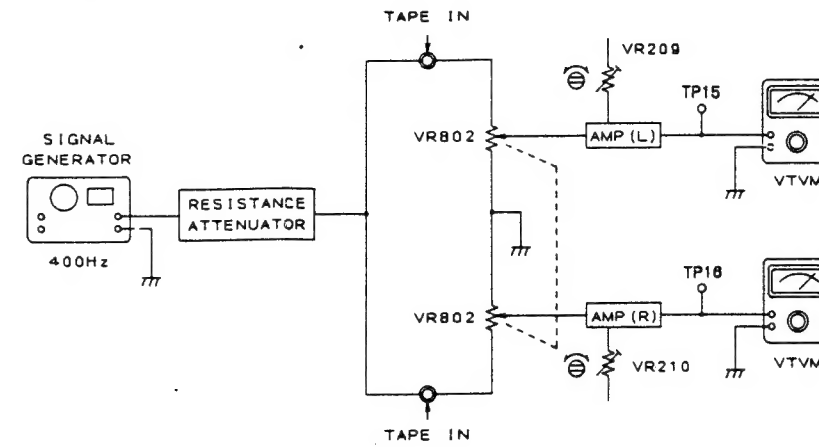 TAPE IN
VR209
TP15
VR802
AMP (L)
SIGNAL
GENERATOR
VTVM
RESISTANCE
ATTENUATOR
400Hz
TP16
VR802
AMP (R)
VTVM
VR210
TAPE IN